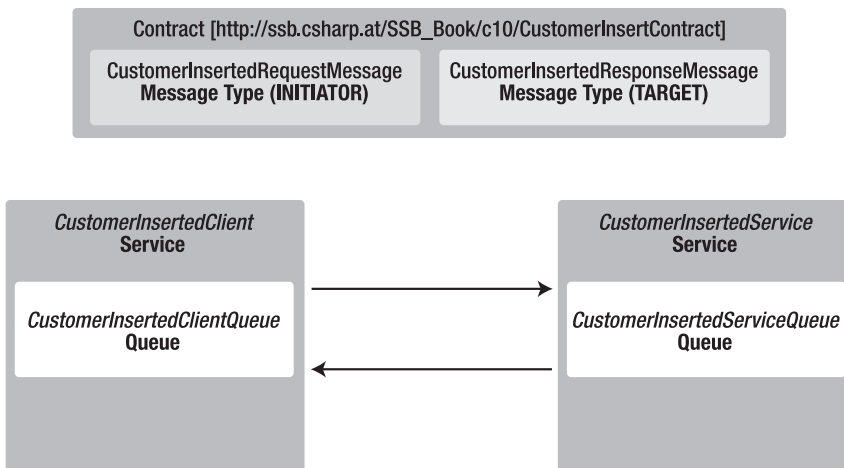 Contract [http://ssb.csharp.at/SSB_Book/c10/CustomerInsertContract]
CustomerInsertedRequestMessage
Message Type (INITIATOR)
CustomerInsertedResponseMessage
Message Type (TARGET)
CustomerInsertedClient
Service
CustomerInsertedClientQueue
Queue
CustomerInsertedService
Service
CustomerInsertedServiceQueue
Queue